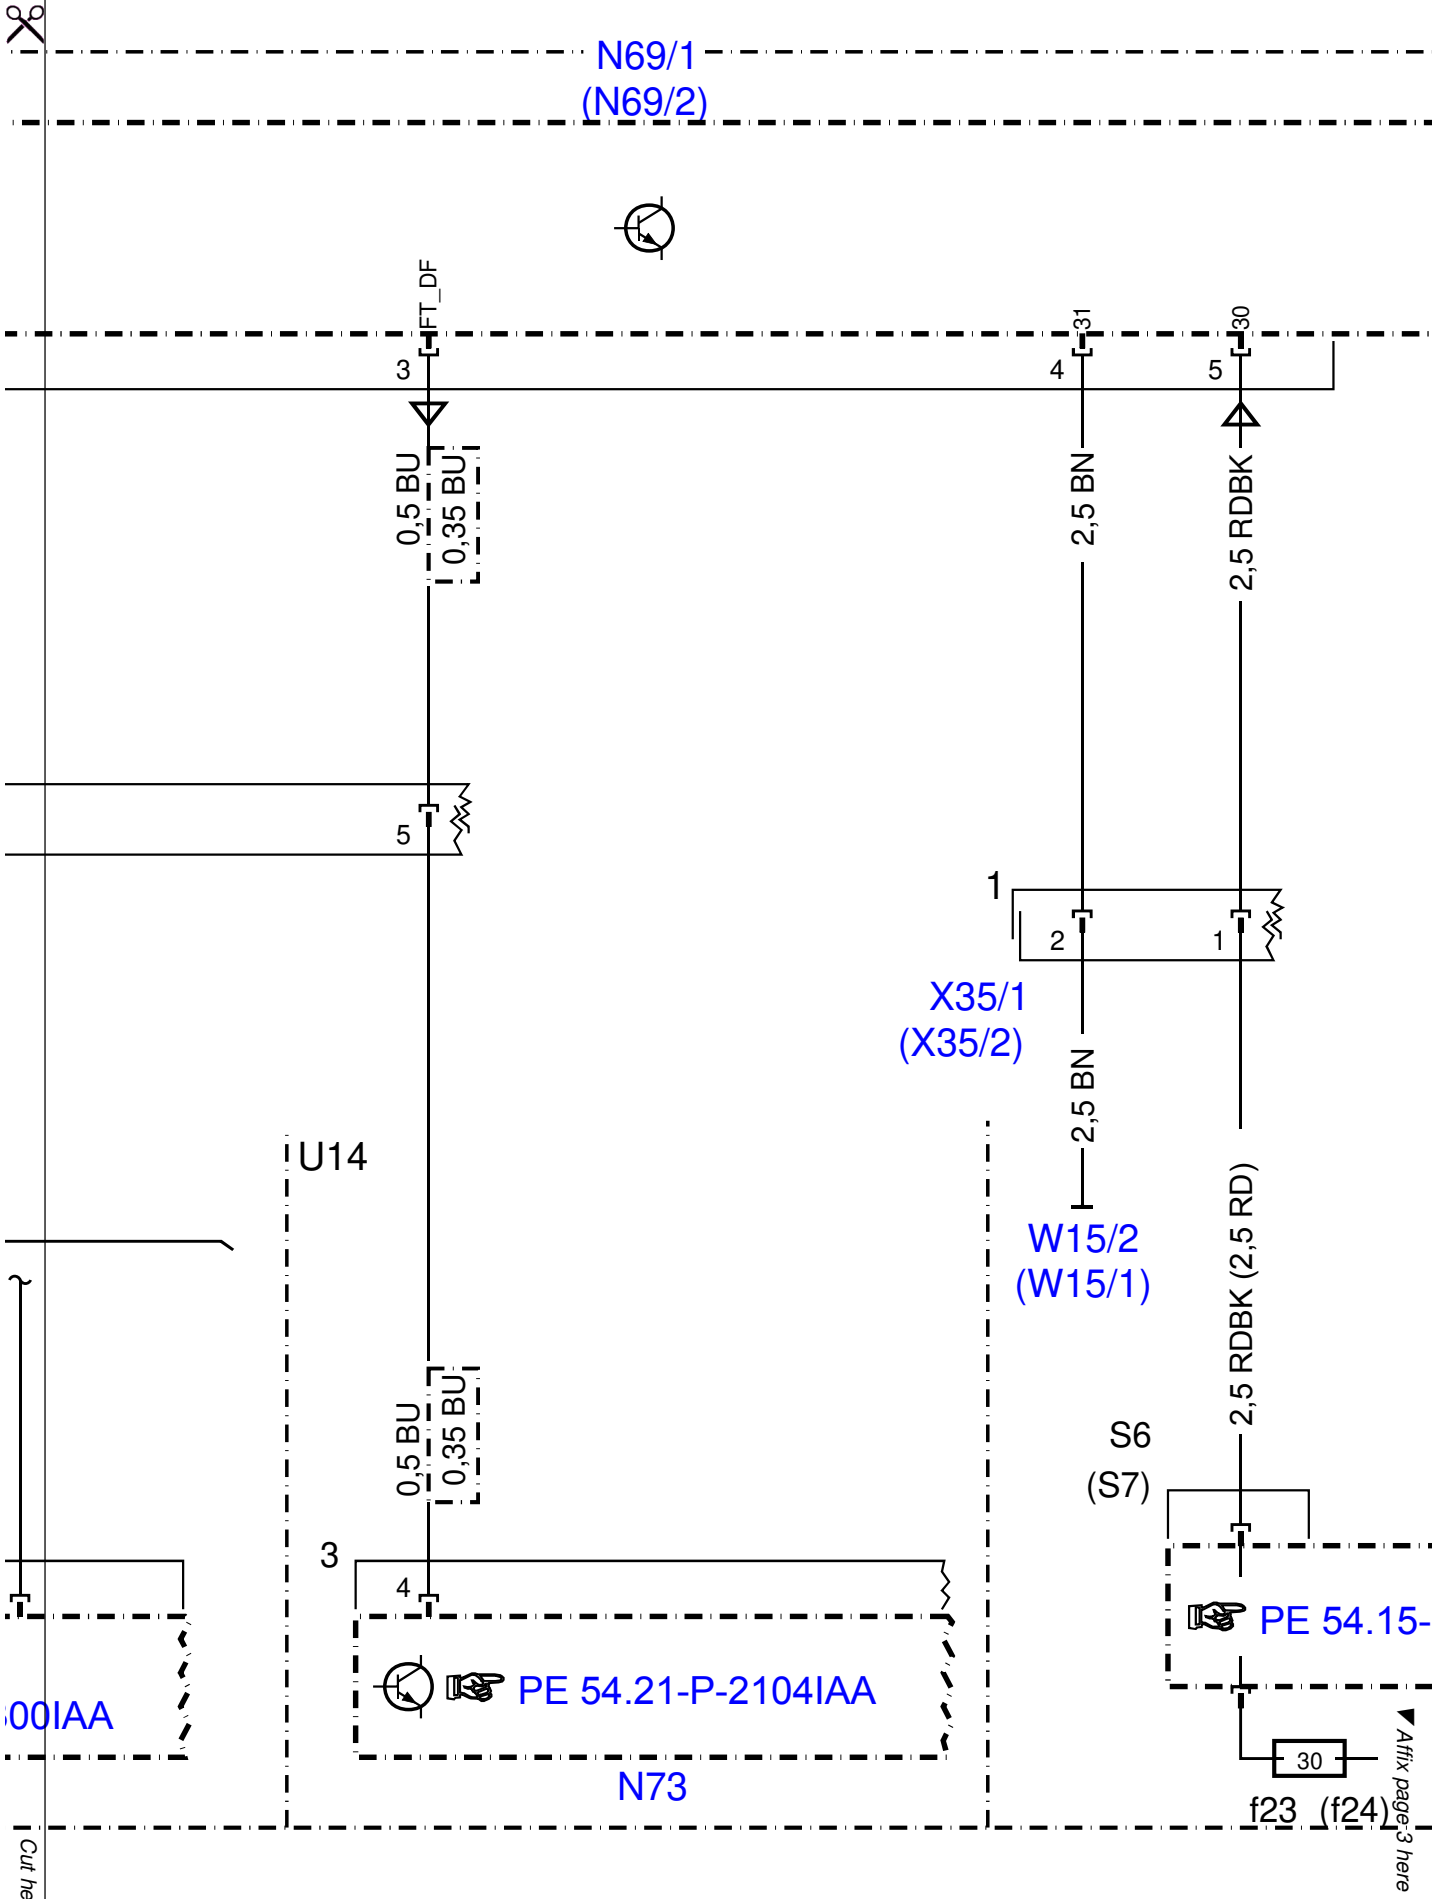 N69/1
(N69/2)
FT_DF
31
30
3
4
5
0,5 BU
0,35 BU
2,5 BN
2,5 RDBK
5
1
2
1
X35/1
(X35/2)
2,5 BN
U14
2,5 RDBK (2,5 RD)
W15/2
(W15/1)
0,5 BU
0,35 BU
S6
(S7)
3
4
PE 54.15-
PE 54.21-P-2104IAA
00IAA
N73
30
f23 (f24)
Affix page 3 here
Cut he